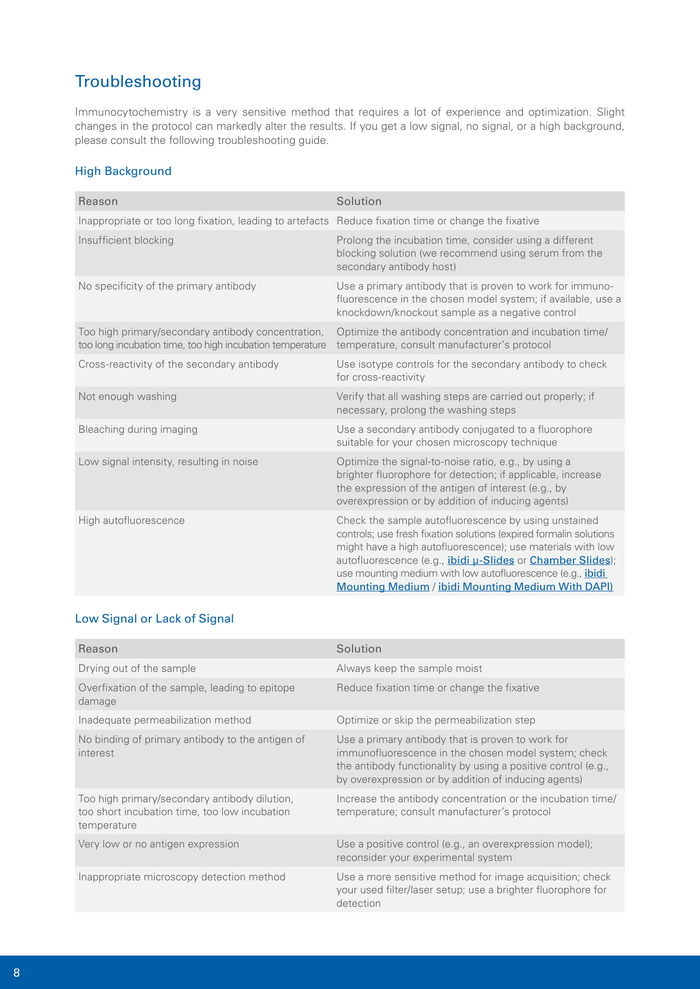 Troubleshooting
Immunocytochemistry is a very sensitive method that requires a lot of experience and optimization. Slight
changes in the protocol can markedly alter the results. If you get a low signal, no signal, or a high background,
please consult the following troubleshooting guide.
High Background
Reason Solution
Inappropriate or too long fixation, leading to artefacts Reduce fixation time or change the fixative
Insufficient blocking Prolong the incubation time, consider using a different
blocking solution (we recommend using serum from the
secondary antibody host)
No specificity of the primary antibody Use a primary antibody that is proven to work for immuno-
fluorescence in the chosen model system; if available, use a
knockdown/knockout sample as a negative control
Too high primary/secondary antibody concentration, Optimize the antibody concentration and incubation time/
too long incubation time, too high incubation temperature temperature, consult manufacturer's protocol
Cross-reactivity of the secondary antibody Use isotype controls for the secondary antibody to check
for cross-reactivity
Not enough washing Verify that all washing steps are carried out properly; if
necessary, prolong the washing steps
Bleaching during imaging Use a secondary antibody conjugated to a fluorophore
suitable for your chosen microscopy technique
Low signal intensity, resulting in noise Optimize the signal-to-noise ratio, e.g., by using a
brighter fluorophore for detection; if applicable, increase
the expression of the antigen of interest (e.g., by
overexpression or by addition of inducing agents)
High autofluorescence Check the sample autofluorescence by using unstained
controls; use fresh fixation solutions (expired formalin solutions
might have a high autofluorescence); use materials with low
autofluorescence (e.g., ibidi µ-Slides or Chamber Slides);
use mounting medium with low autofluorescence (e.g., ibidi
Mounting Medium / ibidi Mounting Medium With DAPI)
Low Signal or Lack of Signal
Reason Solution
Drying out of the sample Always keep the sample moist
Overfixation of the sample, leading to epitope Reduce fixation time or change the fixative
damage
Inadequate permeabilization method Optimize or skip the permeabilization step
No binding of primary antibody to the antigen of Use a primary antibody that is proven to work for
interest immunofluorescence in the chosen model system; check
the antibody functionality by using a positive control (e.g.,
by overexpression or by addition of inducing agents)
Too high primary/secondary antibody dilution, Increase the antibody concentration or the incubation time/
too short incubation time, too low incubation temperature; consult manufacturer's protocol
temperature
Very low or no antigen expression Use a positive control (e.g., an overexpression model);
reconsider your experimental system
Inappropriate microscopy detection method Use a more sensitive method for image acquisition; check
your used filter/laser setup; use a brighter fluorophore for
detection
8